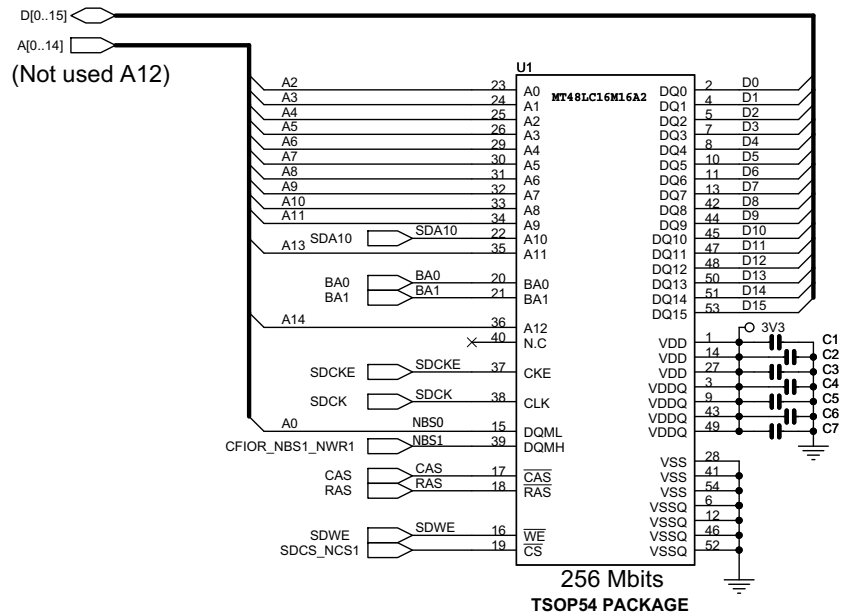 D[0..15]
A[0..14]
(Not used A12)
U1
MT48LC16M16A2
A2 23 A0 DQ0 2 D0
A3 24 A1 DQ1 4 D1
A4 25 A2 DQ2 5 D2
A5 26 A3 DQ3 7 D3
A6 29 A4 DQ4 8 D4
A7 30 A5 DQ5 10 D5
A8 31 A6 DQ6 11 D6
A9 32 A7 DQ7 13 D7
A10 33 A8 DQ8 42 D8
A11 34 A9 DQ9 44 D9
SDA10 SDA10 22 A10 DQ10 45 D10
A13 35 A11 DQ11 47 D11
DQ12 48 D12
BA0 BA0 20 BA0 DQ13 50 D13
BA1 BA1 21 BA1 DQ14 51 D14
DQ15 53 D15
A14 36 A12
3V3
40 N.C VDD 1 C1
VDD 14 C2
SDCKE SDCKE 37 CKE VDD 27 C3
VDDQ 3 C4
SDCK SDCK 38 CLK VDDQ 9 C5
VDDQ 43 C6
A0 NBS0 15 DQML VDDQ 49 C7
CFIOR_NBS1_NWR1 NBS1 39 DQMH
VSS 28
CAS CAS 17 CAS VSS 41
RAS RAS 18 RAS VSS 54
VSSQ 6
VSSQ 12
SDWE SDWE 16 WE VSSQ 46
SDCS_NCS1 19 CS VSSQ 52
256 Mbits
TSOP54 PACKAGE